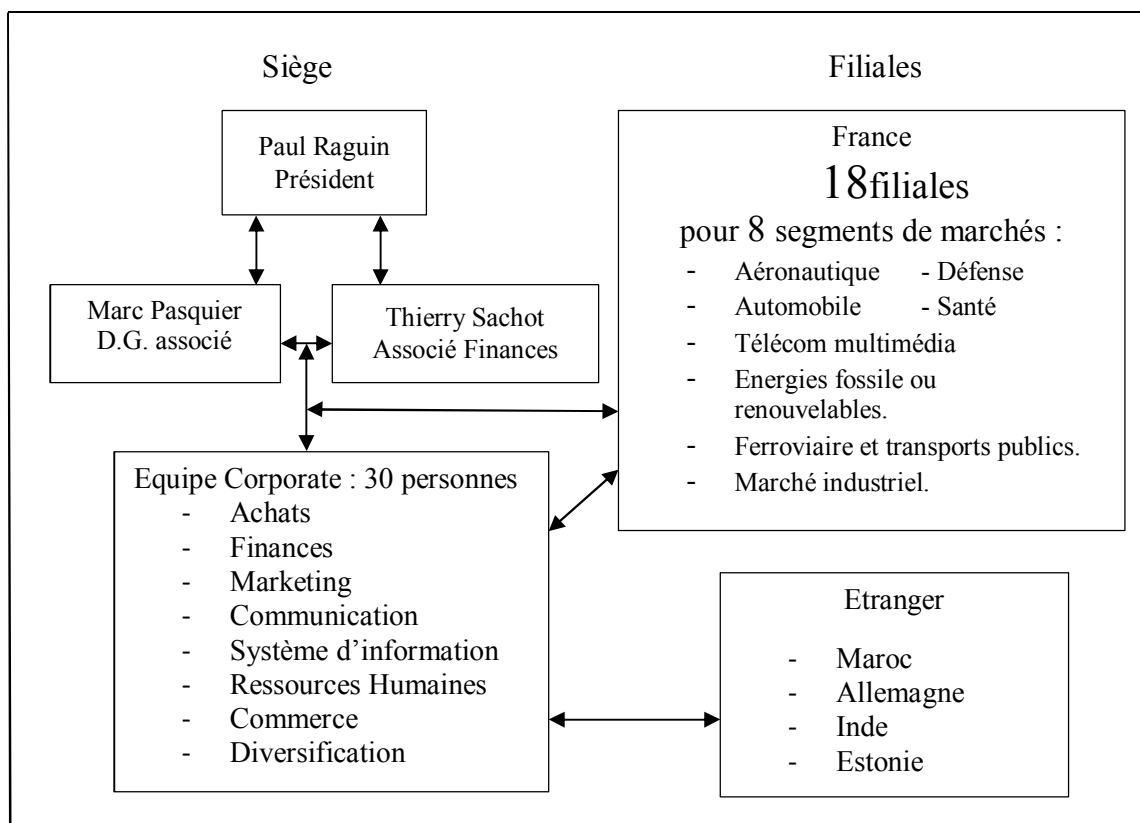 Siège
Filiales
Paul Raguin
Président
Marc Pasquier
D.G. associé
Thierry Sachot
Associé Finances
Equipe Corporate : 30 personnes
- Achats
- Finances
- Marketing
- Communication
- Système d’information
- Ressources Humaines
- Commerce
- Diversification
France
18filiales
pour 8 segments de marchés :
- Aéronautique - Défense
- Automobile - Santé
- Télécom multimédia
- Energies fossile ou
renouvelables.
- Ferroviaire et transports publics.
- Marché industriel.
Etranger
- Maroc
- Allemagne
- Inde
- Estonie